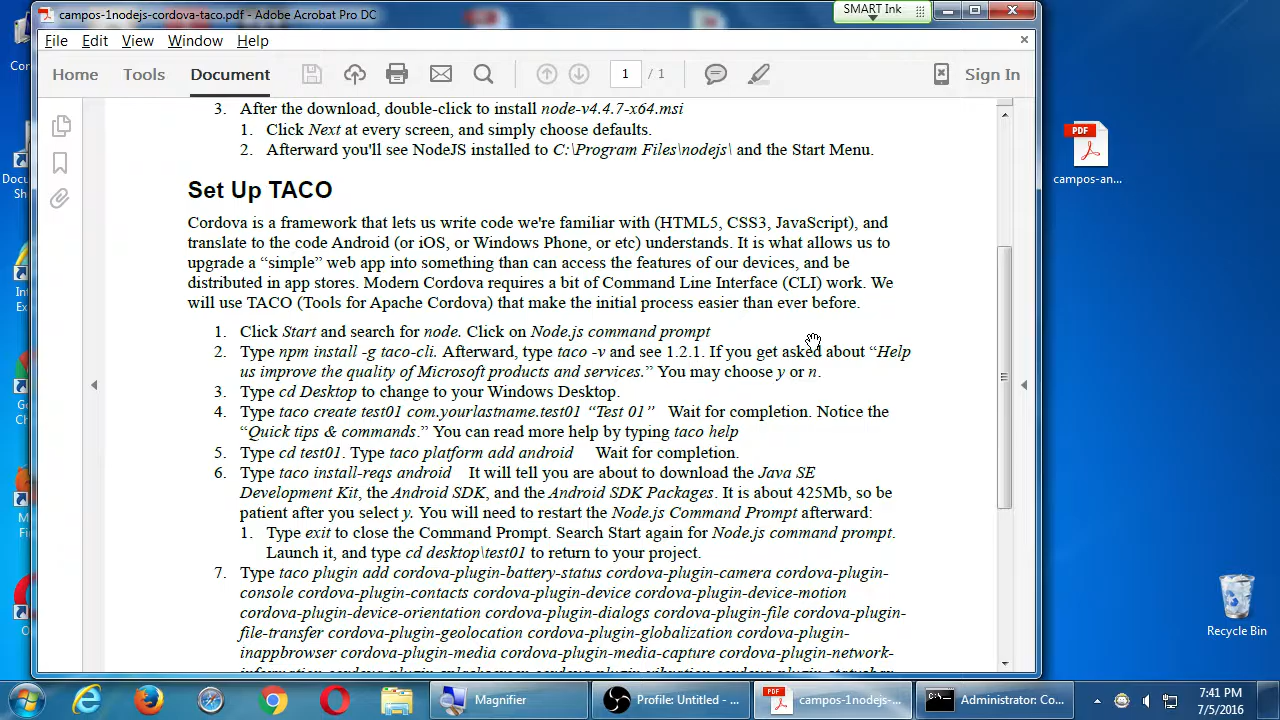 campos-1nodejs-cordova-taco.pdf - Adobe Acrobat Pro DC
SMART Ink
File Edit View Window Help
Home Tools Document 1 / 1 Sign In
3. After the download, double-click to install node-v4.4.7-x64.msi
1. Click Next at every screen, and simply choose defaults.
2. Afterward you'll see NodeJS installed to C:\Program Files\nodejs\ and the Start Menu.
Set Up TACO
Cordova is a framework that lets us write code we're familiar with (HTML5, CSS3, JavaScript), and
translate to the code Android (or iOS, or Windows Phone, or etc) understands. It is what allows us to
upgrade a “simple” web app into something than can access the features of our devices, and be
distributed in app stores. Modern Cordova requires a bit of Command Line Interface (CLI) work. We
will use TACO (Tools for Apache Cordova) that make the initial process easier than ever before.
1. Click Start and search for node. Click on Node.js command prompt
2. Type npm install -g taco-cli. Afterward, type taco -v and see 1.2.1. If you get asked about “Help
us improve the quality of Microsoft products and services.” You may choose y or n.
3. Type cd Desktop to change to your Windows Desktop.
4. Type taco create test01 com.yourlastname.test01 “Test 01” Wait for completion. Notice the
“Quick tips & commands.” You can read more help by typing taco help
5. Type cd test01. Type taco platform add android Wait for completion.
6. Type taco install-reqs android It will tell you are about to download the Java SE
Development Kit, the Android SDK, and the Android SDK Packages. It is about 425Mb, so be
patient after you select y. You will need to restart the Node.js Command Prompt afterward:
1. Type exit to close the Command Prompt. Search Start again for Node.js command prompt.
Launch it, and type cd desktop\test01 to return to your project.
7. Type taco plugin add cordova-plugin-battery-status cordova-plugin-camera cordova-plugin-
console cordova-plugin-contacts cordova-plugin-device cordova-plugin-device-motion
cordova-plugin-device-orientation cordova-plugin-dialogs cordova-plugin-file cordova-plugin-
file-transfer cordova-plugin-geolocation cordova-plugin-globalization cordova-plugin-
inappbrowser cordova-plugin-media cordova-plugin-media-capture cordova-plugin-network-
information cordova-plugin-splashscreen cordova-plugin-vibration cordova-plugin-statusbar
PDF
campos-an...
Recycle Bin
Magnifier
Profile: Untitled - ...
PDF
campos-1nodejs-...
Administrator: Co...
7:41 PM
7/5/2016